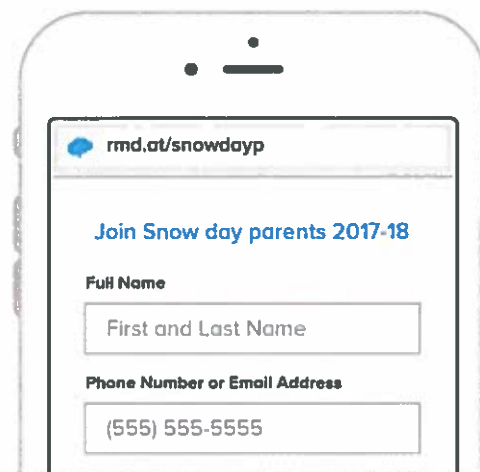 rmd.at/snowdayp
Join Snow day parents 2017-18
Full Name
First and Last Name
Phone Number or Email Address
(555) 555-5555